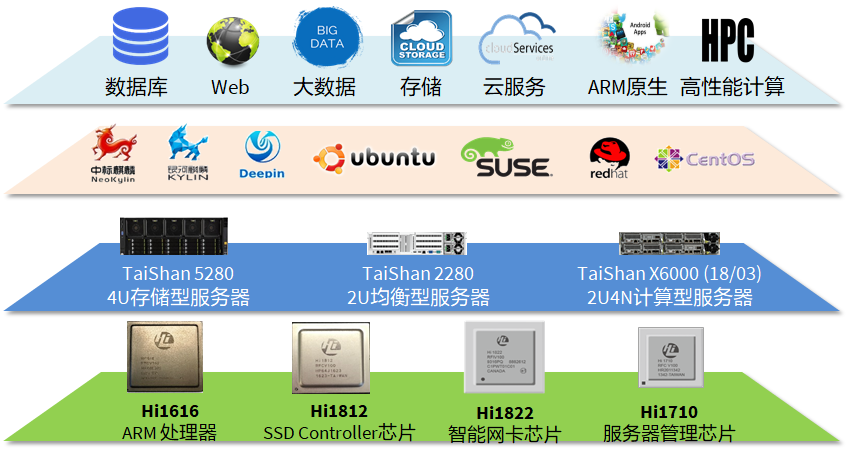 BIG
DATA
CLOUD
STORAGE
cloudServices
Android
Apps
HPC
数据库
Web
大数据
存储
云服务
ARM原生
高性能计算
中标麒麟
NeoKylin
银河麒麟
KYLIN
Deepin
ubuntu
SUSE
redhat
CentOS
TaiShan 5280
4U存储型服务器
TaiShan 2280
2U均衡型服务器
TaiShan X6000 (18/03)
2U4N计算型服务器
Hi1616
ARM 处理器
Hi1812
SSD Controller芯片
Hi1822
智能网卡芯片
Hi1710
服务器管理芯片